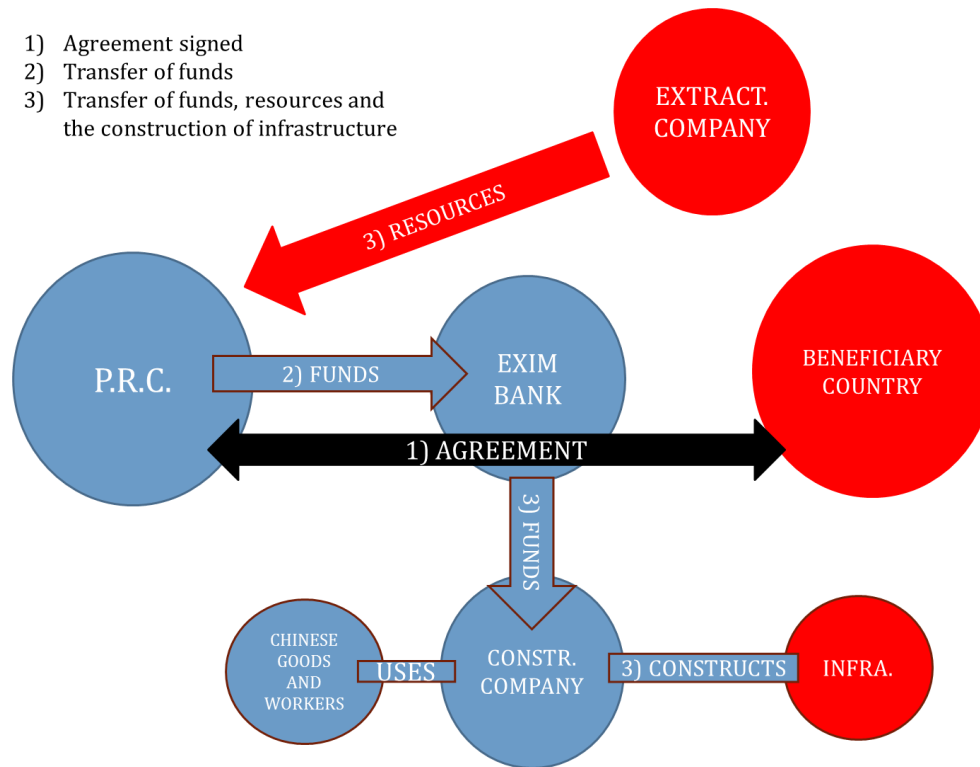 1) Agreement signed
2) Transfer of funds
3) Transfer of funds, resources and
the construction of infrastructure
EXTRACT.
COMPANY
3) RESOURCES
P.R.C.
2) FUNDS
EXIM
BANK
BENEFICIARY
COUNTRY
1) AGREEMENT
3) FUNDS
CHINESE
GOODS
AND
WORKERS
USES
CONSTR.
COMPANY
3) CONSTRUCTS
INFRA.